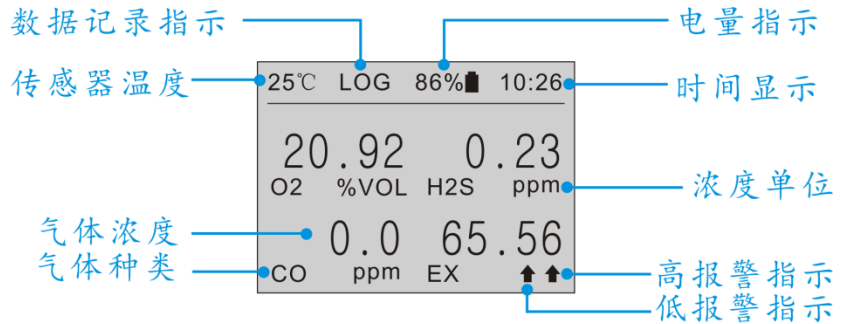 数据记录指示
电量指示
传感器温度
25℃ LOG 86% 10:26
时间显示
20.92 0.23
O2 %VOL H2S ppm
浓度单位
气体浓度
0.0 65.56
气体种类
CO ppm EX
高报警指示
低报警指示